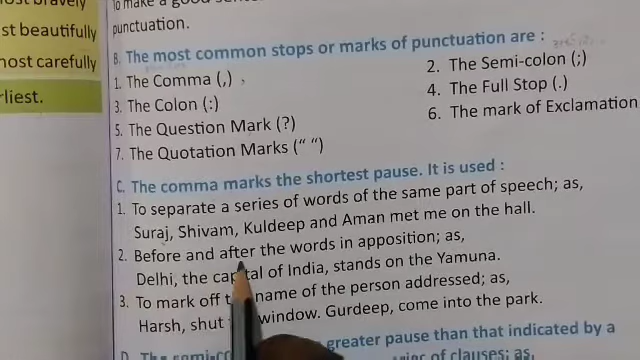 st beautifully
most carefully
rliest.
punctuation.
B. The most common stops or marks of punctuation are :
1. The Comma (,)
2. The Semi-colon (;)
3. The Colon (:)
4. The Full Stop (.)
5. The Question Mark (?)
6. The mark of Exclamation
7. The Quotation Marks (“ “)
C. The comma marks the shortest pause. It is used :
1. To separate a series of words of the same part of speech; as,
Suraj, Shivam, Kuldeep and Aman met me on the hall.
2. Before and after the words in apposition; as,
Delhi, the capital of India, stands on the Yamuna.
3. To mark off name of the person addressed; as,
Harsh, shut window. Gurdeep, come into the park.
greater pause than that indicated by a
of clauses; as,